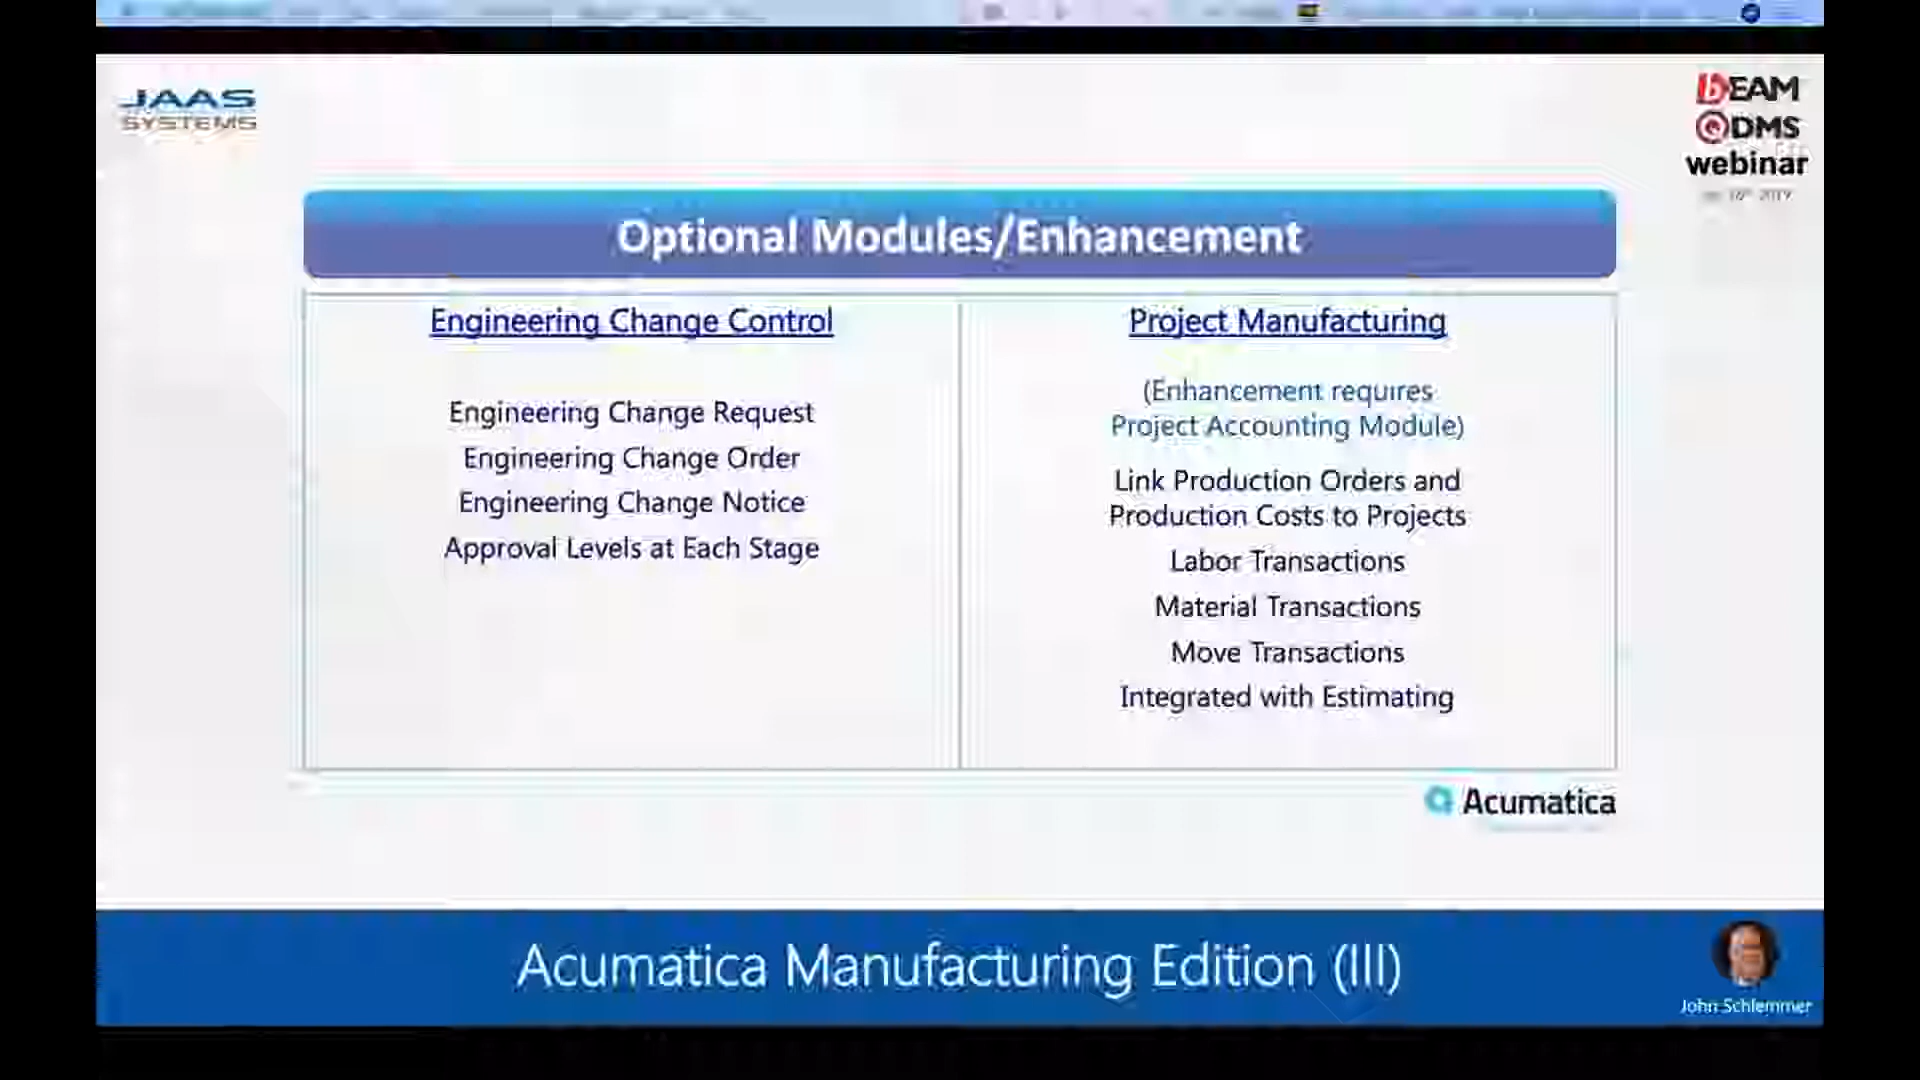 JAAS
SYSTEMS
bEAM
QDMS
webinar
Optional Modules/Enhancement
Engineering Change Control
Engineering Change Request
Engineering Change Order
Engineering Change Notice
Approval Levels at Each Stage
Project Manufacturing
(Enhancement requires
Project Accounting Module)
Link Production Orders and
Production Costs to Projects
Labor Transactions
Material Transactions
Move Transactions
Integrated with Estimating
Acumatica
Acumatica Manufacturing Edition (III)
John Schlemmer